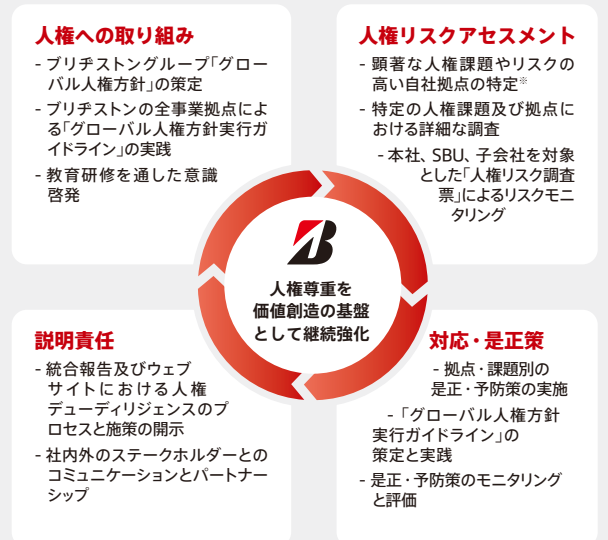 人権への取り組み
- ブリヂストングループ「グロー
バル人権方針」の策定
- ブリヂストンの全事業拠点によ
る「グローバル人権方針実行ガ
イドライン」の実践
- 教育研修を通した意識
啓発
人権リスクアセスメント
- 顕著な人権課題やリスクの
高い自社拠点の特定※
- 特定の人権課題及び拠点に
おける詳細な調査
- 本社、SBU、子会社を対象
とした「人権リスク調査
票」によるリスクモニ
タリング
人権尊重を
価値創造の基盤
として継続強化
説明責任
- 統合報告及びウェブ
サイトにおける人権
デューディリジェンスのプ
ロセスと施策の開示
- 社内外のステークホルダーとの
コミュニケーションとパートナー
シップ
対応・是正策
- 拠点・課題別の
是正・予防策の実施
- 「グローバル人権方針
実行ガイドライン」の
策定と実践
- 是正・予防策のモニタリング
と評価